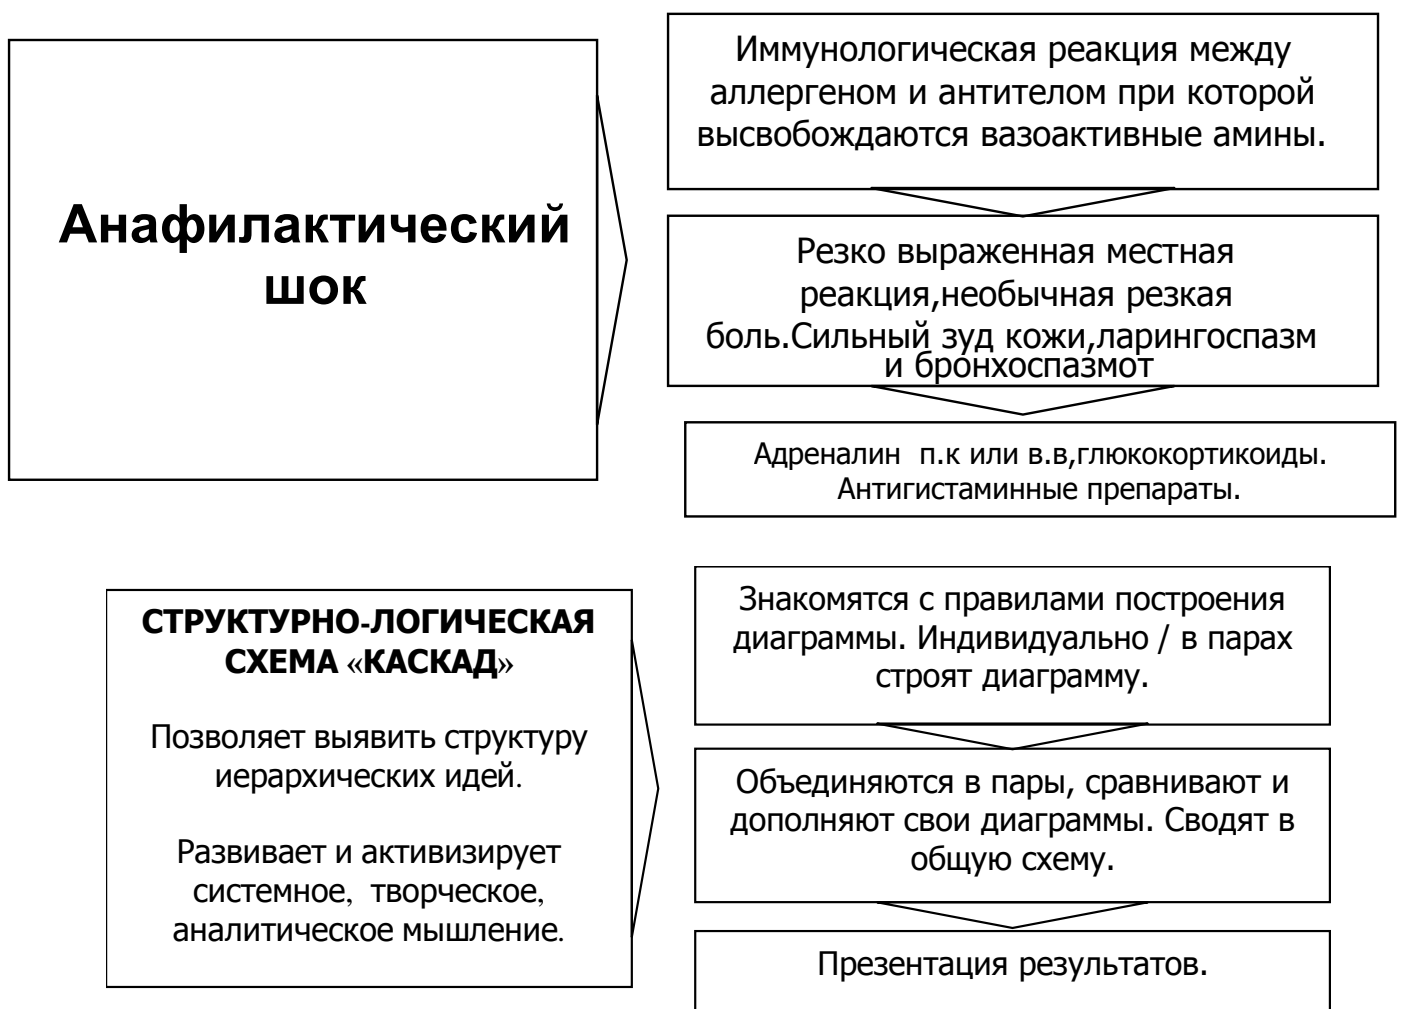 Анафилактический
шок
Иммунологическая реакция между
аллергеном и антителом при которой
высвобождаются вазоактивные амины.
Резко выраженная местная
реакция,необычная резкая
боль.Сильный зуд кожи,ларингоспазм
и бронхоспазмот
Адреналин п.к или в.в,глюкокортикоиды.
Антигистаминные препараты.
СТРУКТУРНО-ЛОГИЧЕСКАЯ
СХЕМА «КАСКАД»
Позволяет выявить структуру
иерархических идей.
Развивает и активизирует
системное, творческое,
аналитическое мышление.
Знакомятся с правилами построения
диаграммы. Индивидуально / в парах
строят диаграмму.
Объединяются в пары, сравнивают и
дополняют свои диаграммы. Сводят в
общую схему.
Презентация результатов.